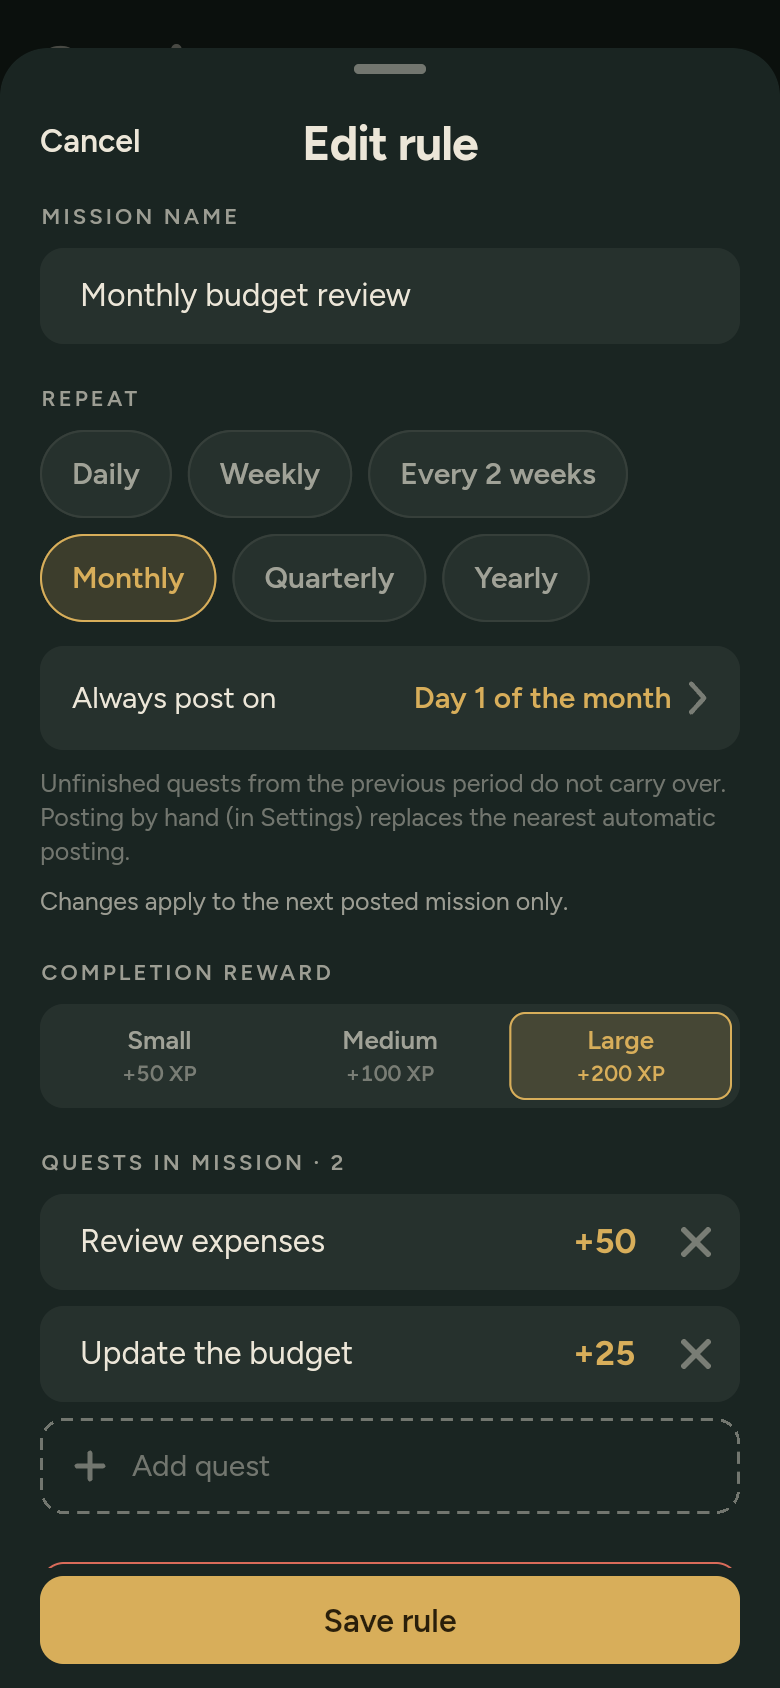 Cancel
Edit rule
MISSION NAME
Monthly budget review
REPEAT
Daily
Weekly
Every 2 weeks
Monthly
Quarterly
Yearly
Always post on
Day 1 of the month
Unfinished quests from the previous period do not carry over.
Posting by hand (in Settings) replaces the nearest automatic
posting.
Changes apply to the next posted mission only.
COMPLETION REWARD
Small
+50 XP
Medium
+100 XP
Large
+200 XP
QUESTS IN MISSION · 2
Review expenses
+50
Update the budget
+25
Add quest
Save rule